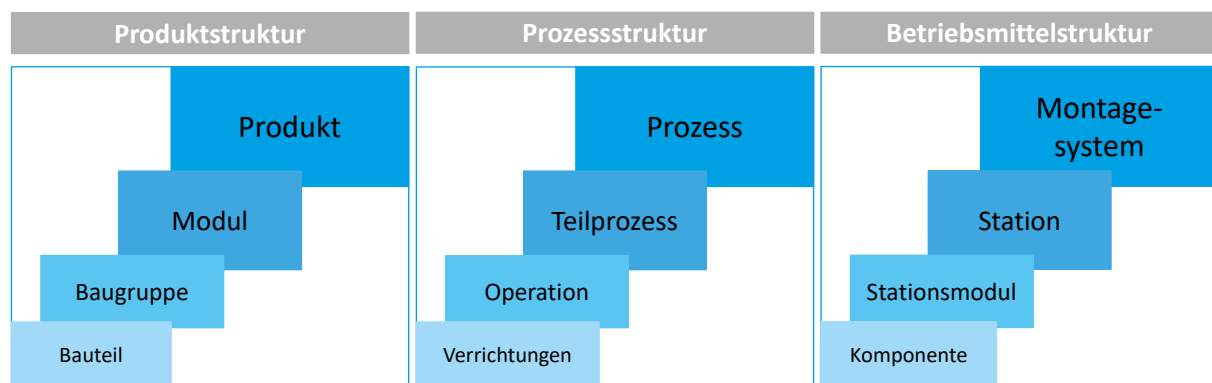 Produktstruktur
Produkt
Modul
Baugruppe
Bauteil
Prozessstruktur
Prozess
Teilprozess
Operation
Verrichtungen
Betriebsmittelstruktur
Montage-
system
Station
Stationsmodul
Komponente